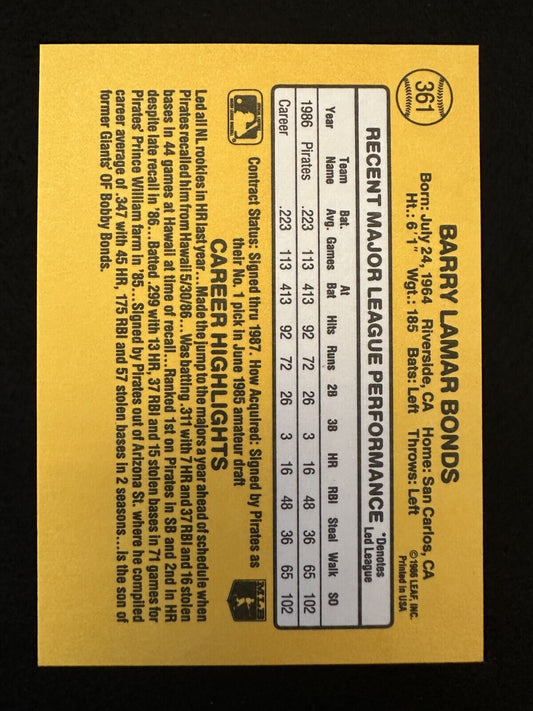 361
BARRY LAMAR BONDS
©1986 LEAF, INC.
Printed in USA
Born: July 24, 1964 Riverside, CA Home: San Carlos, CA
Ht.: 6'1" Wgt.: 185 Bats: Left Throws: Left
RECENT MAJOR LEAGUE PERFORMANCE *Denotes Led League
Team Bat. At
Year Name Avg. Games Bat Hits Runs 2B 3B HR RBI Steal Walk SO
1986 Pirates .223 113 413 92 72 26 3 16 48 36 65 102
Career .223 113 413 92 72 26 3 16 48 36 65 102
Contract Status: Signed thru 1987. How Acquired: Signed by Pirates as
their No. 1 pick in June 1985 amateur draft
MLB
CAREER HIGHLIGHTS
Led all NL rookies in HR last year...Made the jump to the majors a year ahead of schedule when
Pirates recalled him from Hawaii 5/30/86...Was batting .311 with 7 HR and 37 RBI and 16 stolen
bases in 44 games at Hawaii at time of recall...Ranked 1st on Pirates in SB and 2nd in HR
despite late recall in '86...Batted .299 with 13 HR, 37 RBI and 15 stolen bases in 71 games for
Pirates' Prince William farm in '85...Signed by Pirates out of Arizona St. where he compiled
career average of .347 with 45 HR, 175 RBI and 57 stolen bases in 2 seasons...Is the son of
former Giants' OF Bobby Bonds.